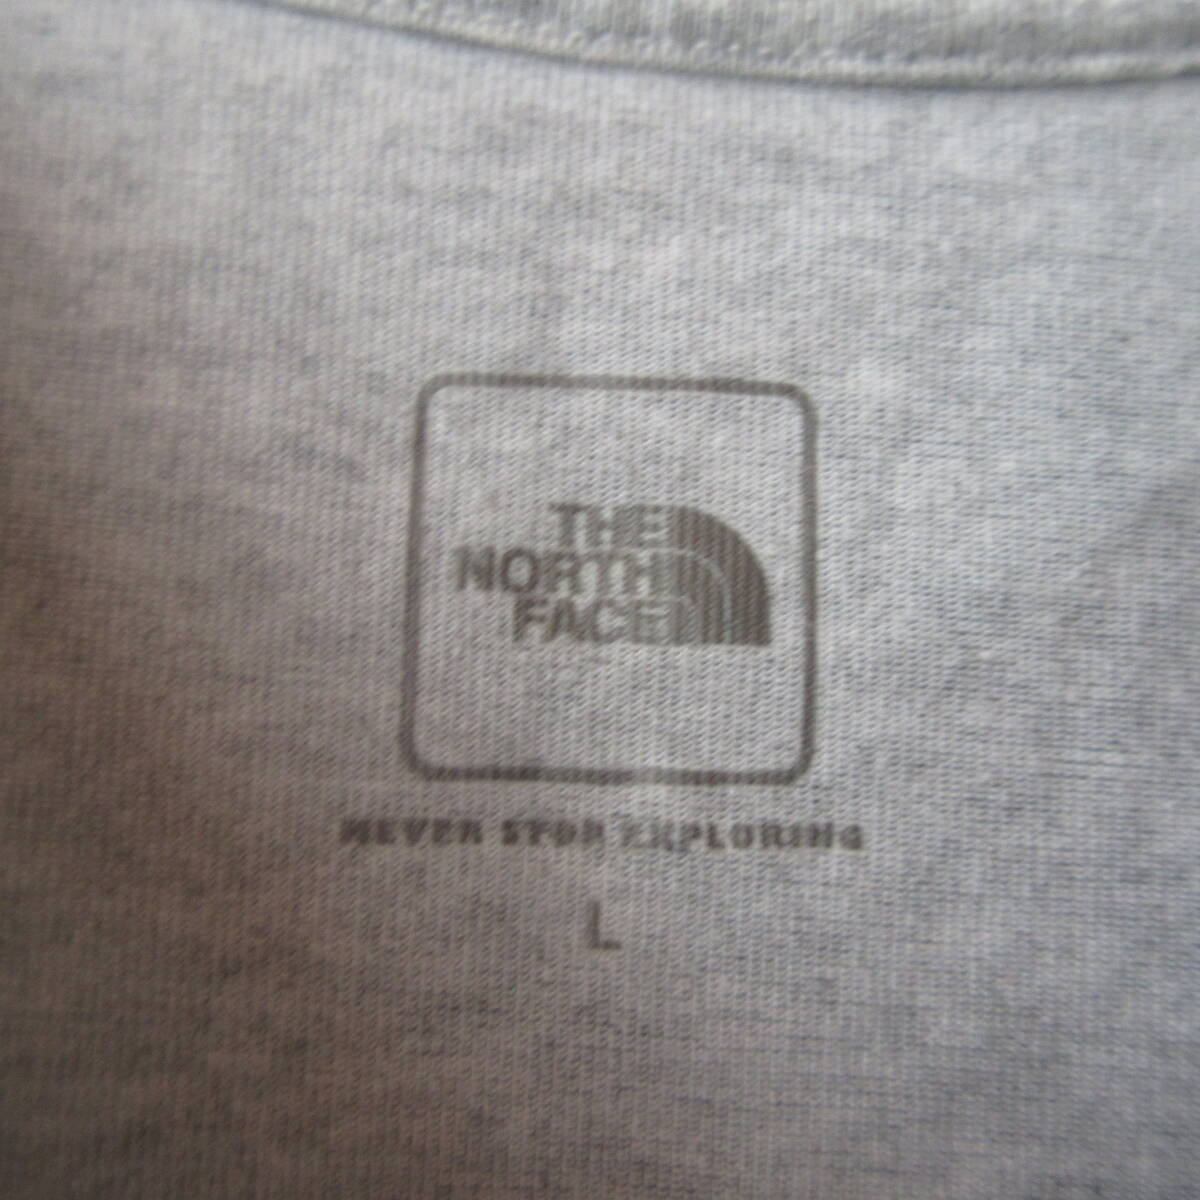 THE
NORTH
FACE
NEVER STOP EXPLORING
L